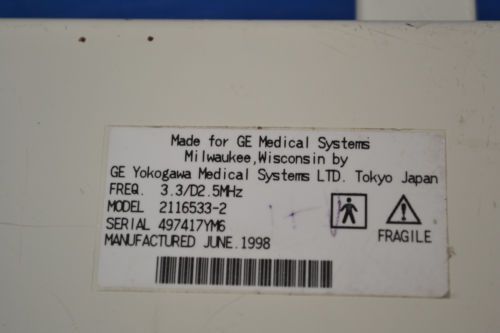 Made for GE Medical Systems
Milwaukee,Wisconsin by
GE Yokogawa Medical Systems LTD. Tokyo Japan
FREQ. 3.3/D2.5MHz
MODEL 2116533-2
SERIAL 497417YM6
MANUFACTURED JUNE.1998
FRAGILE